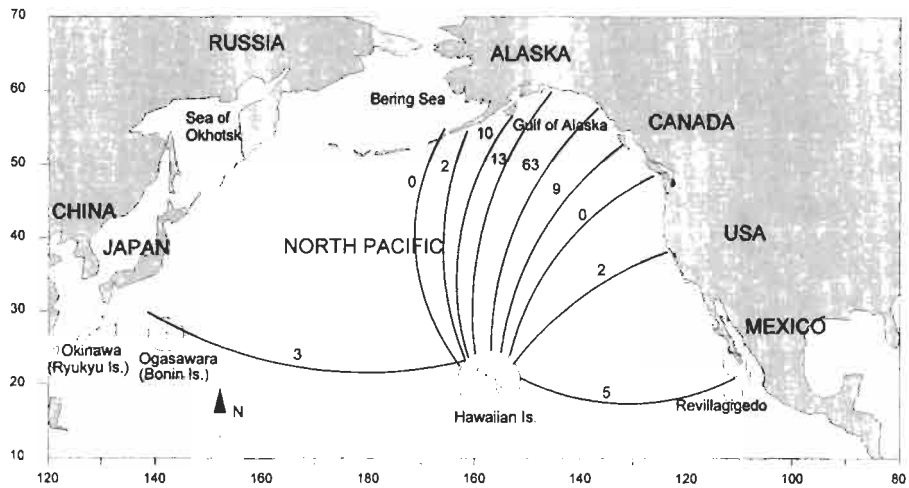 70
60
50
40
30
20
10
RUSSIA
ALASKA
Bering Sea
Sea of
Okhotsk
Gulf of Alaska
CANADA
CHINA
JAPAN
NORTH PACIFIC
USA
MEXICO
0
2
10
13
63
9
0
2
3
5
Okinawa
(Ryukyu Is.)
Ogasawara
(Bonin Is.)
N
Hawaiian Is.
Revillagigedo
120
140
160
180
160
140
120
100
80